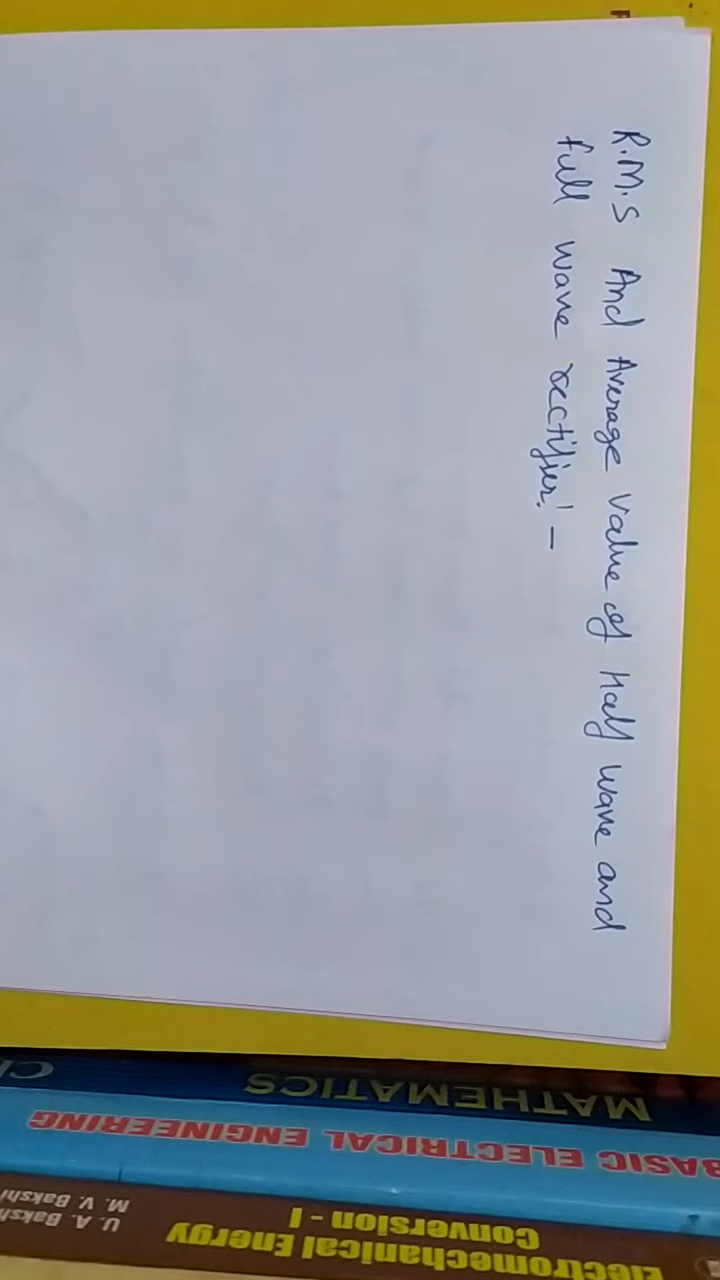 R.M.S And Average Value of Half wave and
full wave rectifier! -
MATHEMATICS
BASIC ELECTRICAL ENGINEERING
Electromechanical Energy
Conversion - I
U. A. Bakshi
M. V. Bakshi